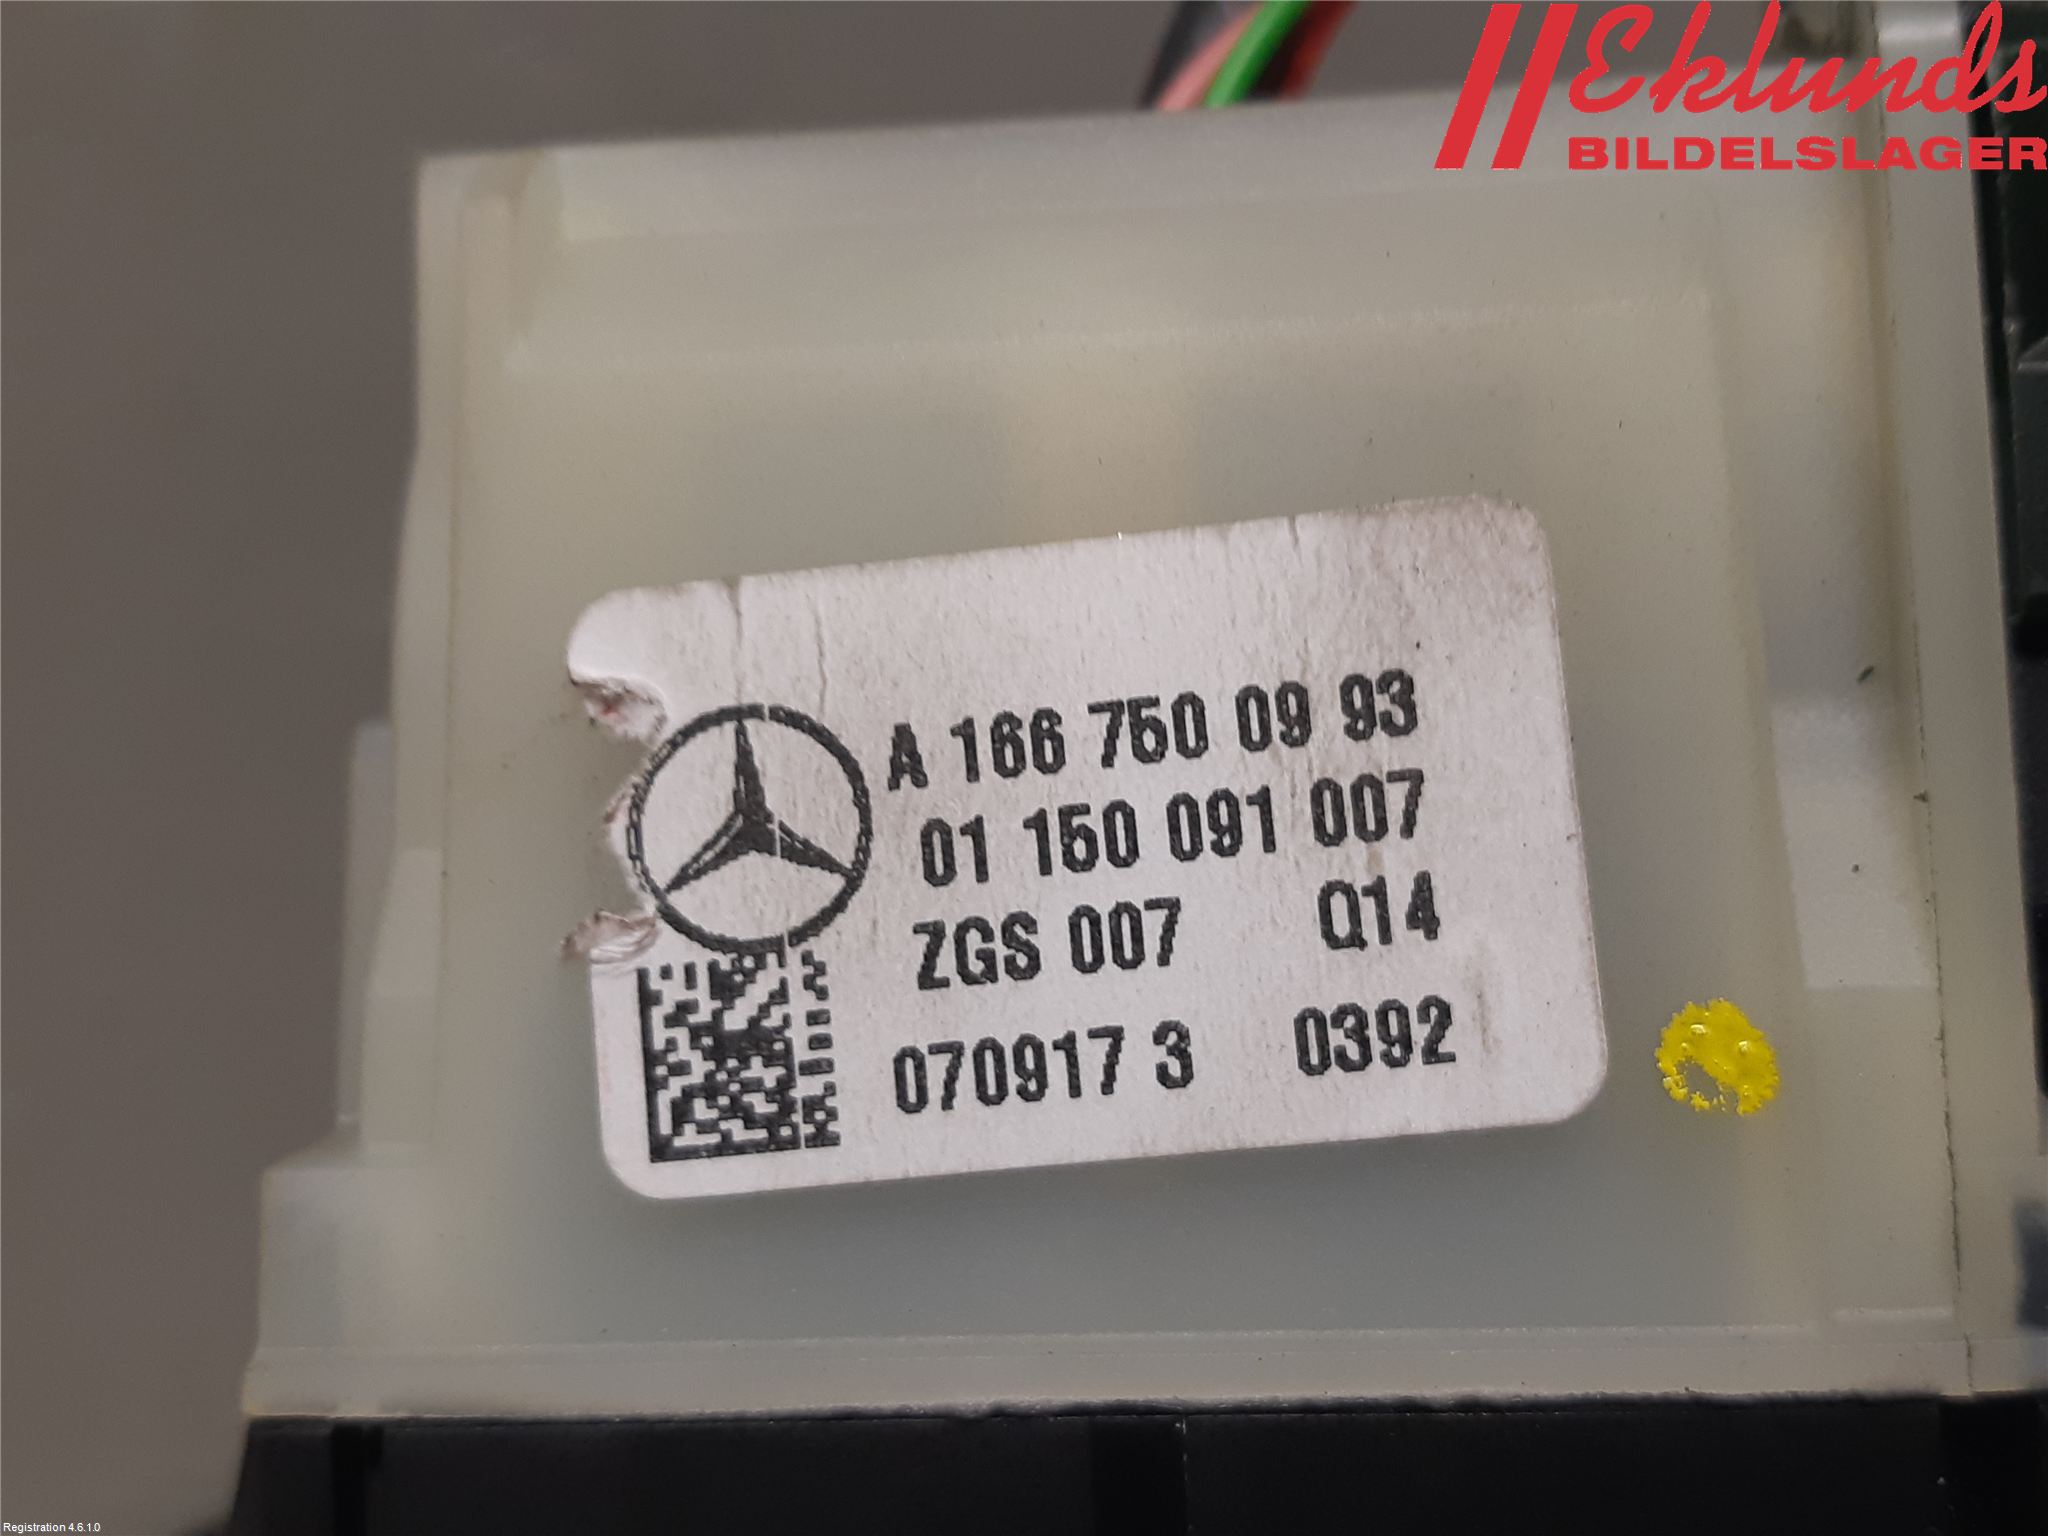 Eklunds
BILDELSLAGER
A 166 750 09 93
01 150 091 007
ZGS 007 Q14
070917 3 0392
Registration 4.6.1.0